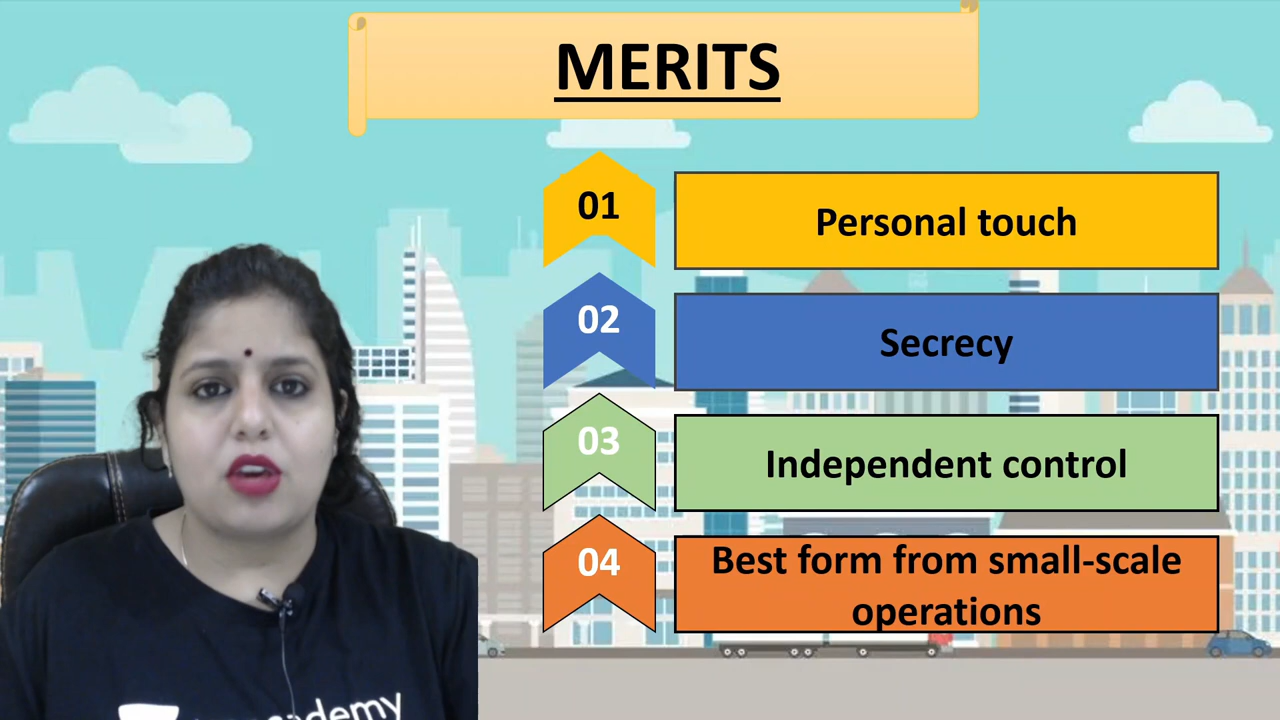 MERITS
01
Personal touch
02
Secrecy
03
Independent control
04
Best form from small-scale
operations